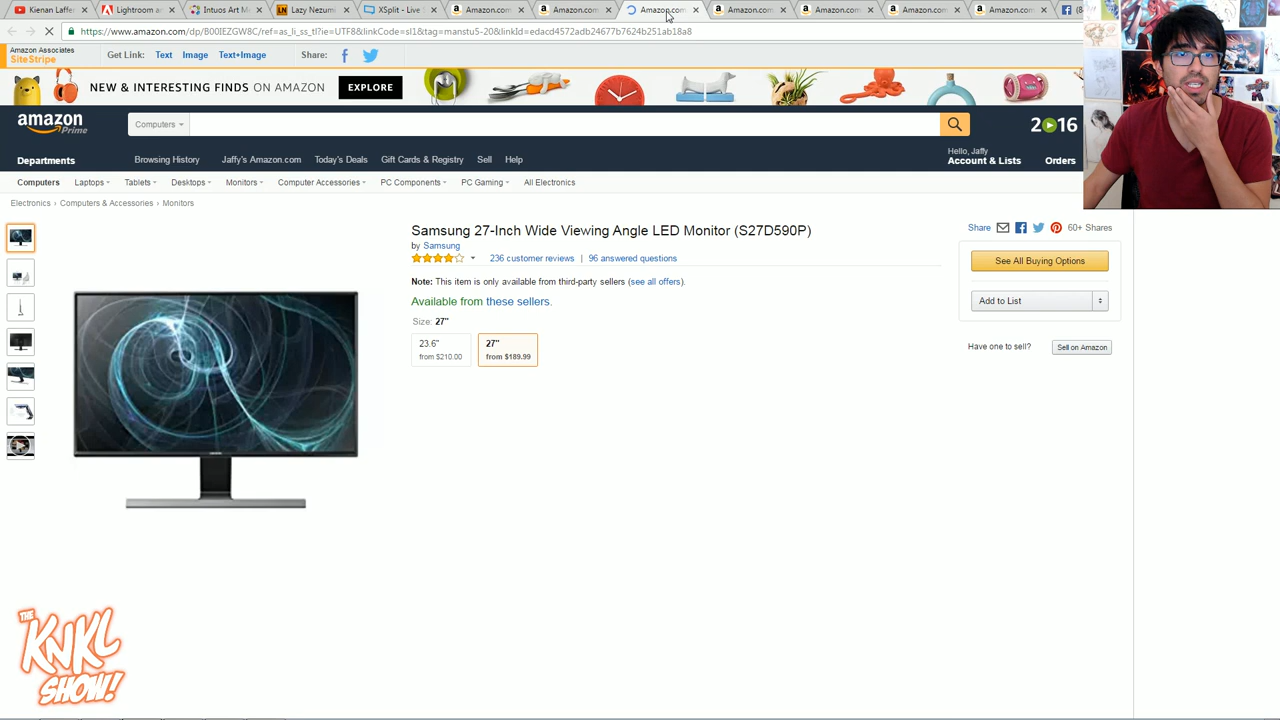 Kienan Laffer
Lightroom a
Intuos Art M
Lazy Nezum
XSplit - Live S
Amazon.com
Amazon.com
Amazon.com
Amazon.com
Amazon.com
Amazon.com
Amazon.com
https://www.amazon.com/dp/B00IEZGW8C/ref=as_li_ss_tl?ie=UTF8&linkCode=sl1&tag=manstu5-20&linkId=edacd4572adb24677b7624b251ab18a8
Amazon Associates
SiteStripe
Get Link: Text Image Text+Image Share:
NEW & INTERESTING FINDS ON AMAZON EXPLORE
amazon
Prime
Computers
2016
Departments
Browsing History Jaffy's Amazon.com Today's Deals Gift Cards & Registry Sell Help
Hello, Jaffy
Account & Lists Orders
Computers Laptops Tablets Desktops Monitors Computer Accessories PC Components PC Gaming All Electronics
Electronics › Computers & Accessories › Monitors
Samsung 27-Inch Wide Viewing Angle LED Monitor (S27D590P)
by Samsung
236 customer reviews | 96 answered questions
Note: This item is only available from third-party sellers (see all offers).
Available from these sellers.
Size: 27"
23.6"
from $210.00
27"
from $189.99
Share 60+ Shares
See All Buying Options
Add to List
Have one to sell? Sell on Amazon
THE
KNKL
SHOW!